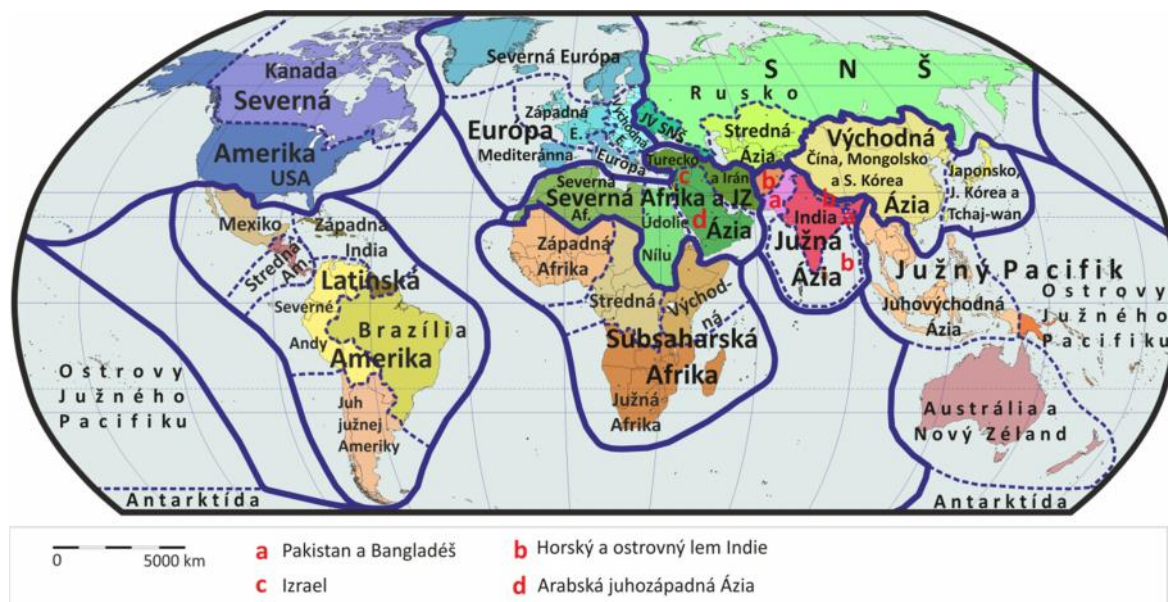 Kanada
Severná
Amerika
USA
Mexiko
Západná
India
Stredná
Am.
Latinská
Amerika
Severné
Andy
Brazília
Juh
južnej
Ameriky
Ostrovy
Južného
Pacifiku
Antarktída
Severná Európa
Západná
E.
Východná
E.
Európa
Mediteránna
Európa
SNŠ
Rusko
JV SNŠ
Stredná
Ázia
Turecko
a Irán
c
Severná
Af.
Severná Afrika a JZ
Ázia
Údolie
Nílu
d
Západná
Afrika
Stredná
Východ-
ná
Subsaharská
Afrika
Južná
Afrika
b
a
b
a
India
Južná
Ázia
b
Východná
Čína, Mongolsko
a S. Kórea
Ázia
Japonsko,
J. Kórea a
Tchaj-wan
Južný Pacifik
Juhovýchodná
Ázia
Ostrovy
Južného
Pacifiku
Austrália a
Nový Zéland
Antarktída
0 5000 km
a Pakistan a Bangladéš
b Horský a ostrovný lem Indie
c Izrael
d Arabská juhozápadná Ázia